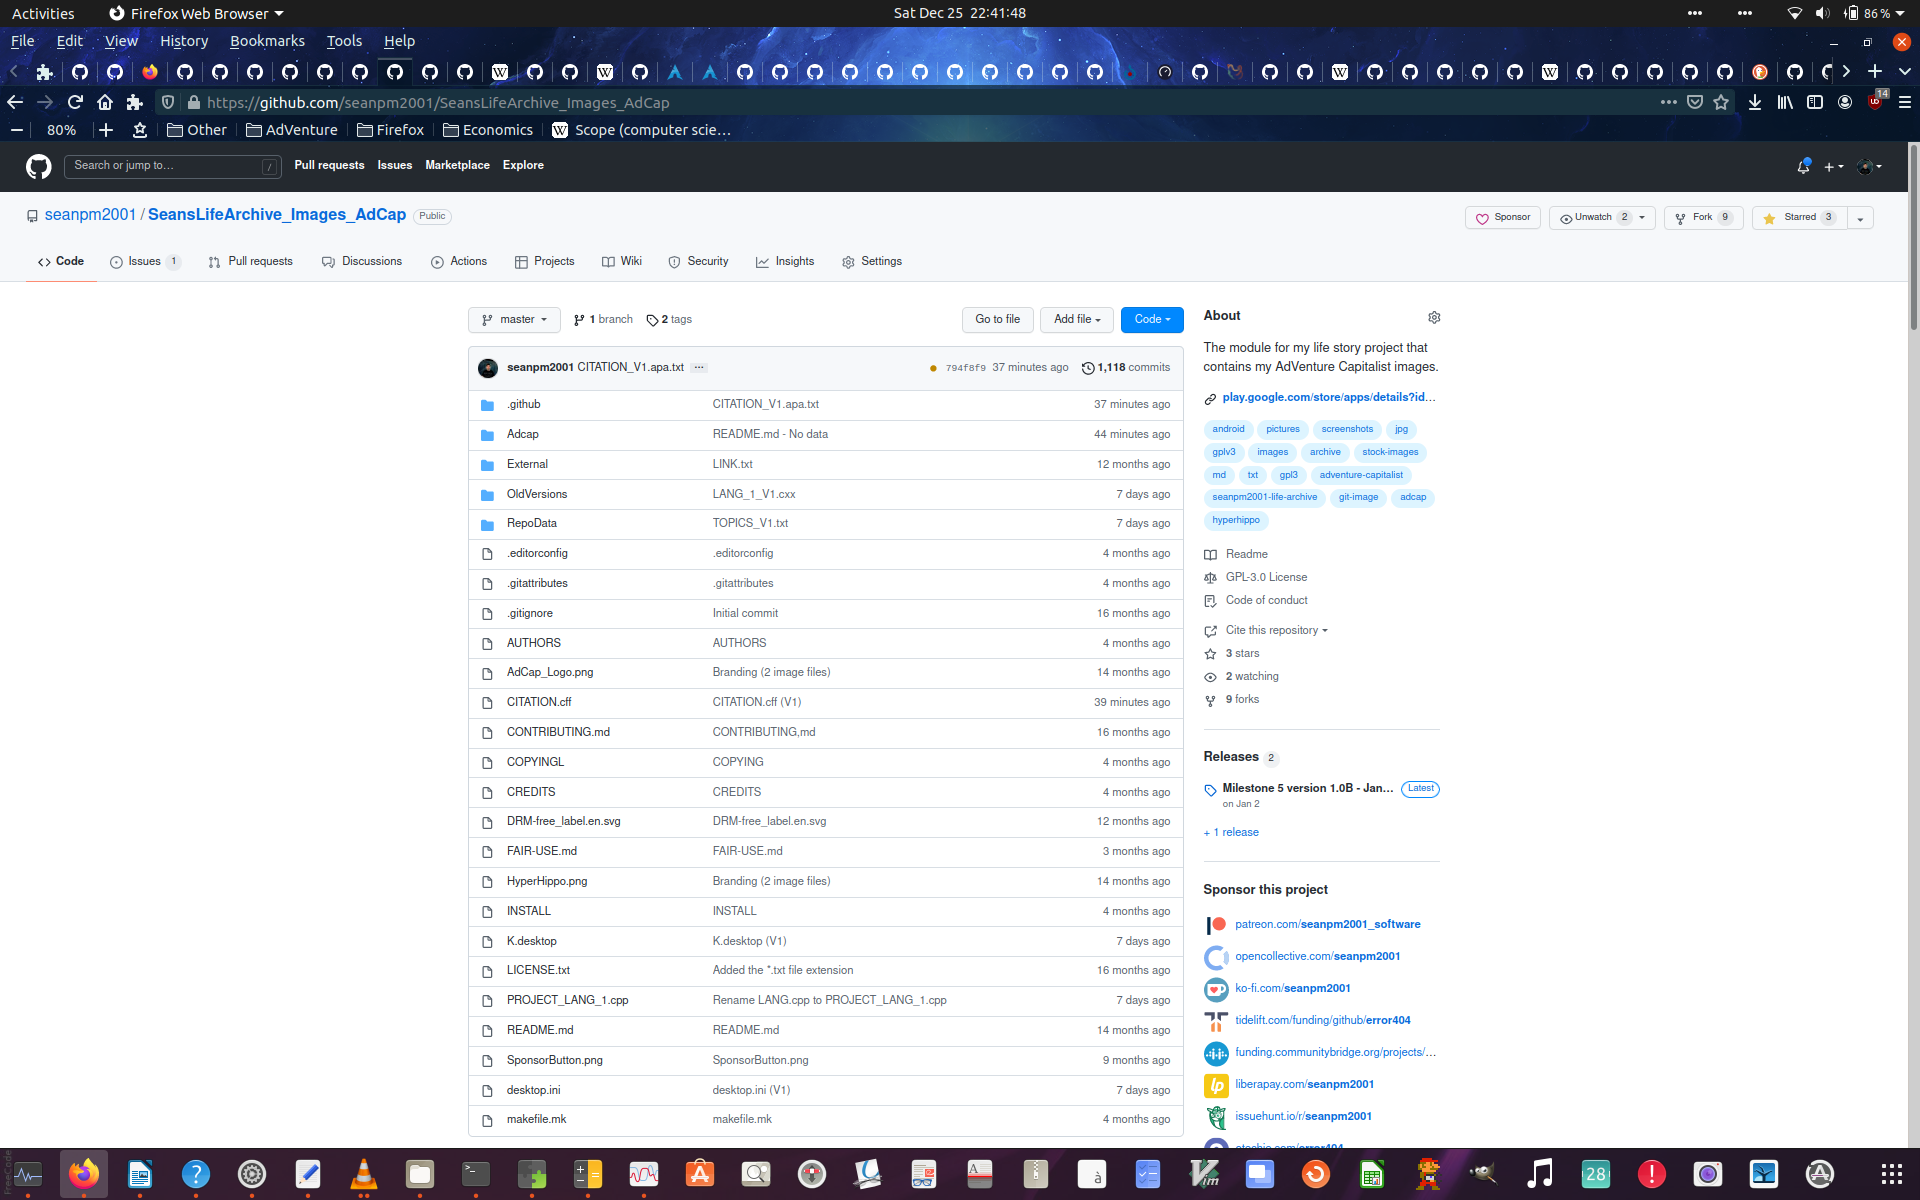 Activities Firefox Web Browser Sat Dec 25 22:41:48 86 %
File Edit View History Bookmarks Tools Help
https://github.com/seanpm2001/SeansLifeArchive_Images_AdCap 14
80% Other AdVenture Firefox Economics Scope (computer scie…
Search or jump to… / Pull requests Issues Marketplace Explore
seanpm2001 / SeansLifeArchive_Images_AdCap Public Sponsor Unwatch 2 Fork 9 Starred 3
Code Issues 1 Pull requests Discussions Actions Projects Wiki Security Insights Settings
master 1 branch 2 tags Go to file Add file Code
seanpm2001 CITATION_V1.apa.txt ... 794f8f9 37 minutes ago 1,118 commits
.github CITATION_V1.apa.txt 37 minutes ago
Adcap README.md - No data 44 minutes ago
External LINK.txt 12 months ago
OldVersions LANG_1_V1.cxx 7 days ago
RepoData TOPICS_V1.txt 7 days ago
.editorconfig .editorconfig 4 months ago
.gitattributes .gitattributes 4 months ago
.gitignore Initial commit 16 months ago
AUTHORS AUTHORS 4 months ago
AdCap_Logo.png Branding (2 image files) 14 months ago
CITATION.cff CITATION.cff (V1) 39 minutes ago
CONTRIBUTING.md CONTRIBUTING,md 16 months ago
COPYINGL COPYING 4 months ago
CREDITS CREDITS 4 months ago
DRM-free_label.en.svg DRM-free_label.en.svg 12 months ago
FAIR-USE.md FAIR-USE.md 3 months ago
HyperHippo.png Branding (2 image files) 14 months ago
INSTALL INSTALL 4 months ago
K.desktop K.desktop (V1) 7 days ago
LICENSE.txt Added the *.txt file extension 16 months ago
PROJECT_LANG_1.cpp Rename LANG.cpp to PROJECT_LANG_1.cpp 7 days ago
README.md README.md 14 months ago
SponsorButton.png SponsorButton.png 9 months ago
desktop.ini desktop.ini (V1) 7 days ago
makefile.mk makefile.mk 4 months ago
About
The module for my life story project that
contains my AdVenture Capitalist images.
play.google.com/store/apps/details?id…
android pictures screenshots jpg
gplv3 images archive stock-images
md txt gpl3 adventure-capitalist
seanpm2001-life-archive git-image adcap
hyperhippo
Readme
GPL-3.0 License
Code of conduct
Cite this repository
3 stars
2 watching
9 forks
Releases 2
Milestone 5 version 1.0B - Jan… Latest
on Jan 2
+ 1 release
Sponsor this project
patreon.com/seanpm2001_software
opencollective.com/seanpm2001
ko-fi.com/seanpm2001
tidelift.com/funding/github/error404
funding.communitybridge.org/projects/…
liberapay.com/seanpm2001
issuehunt.io/r/seanpm2001
28